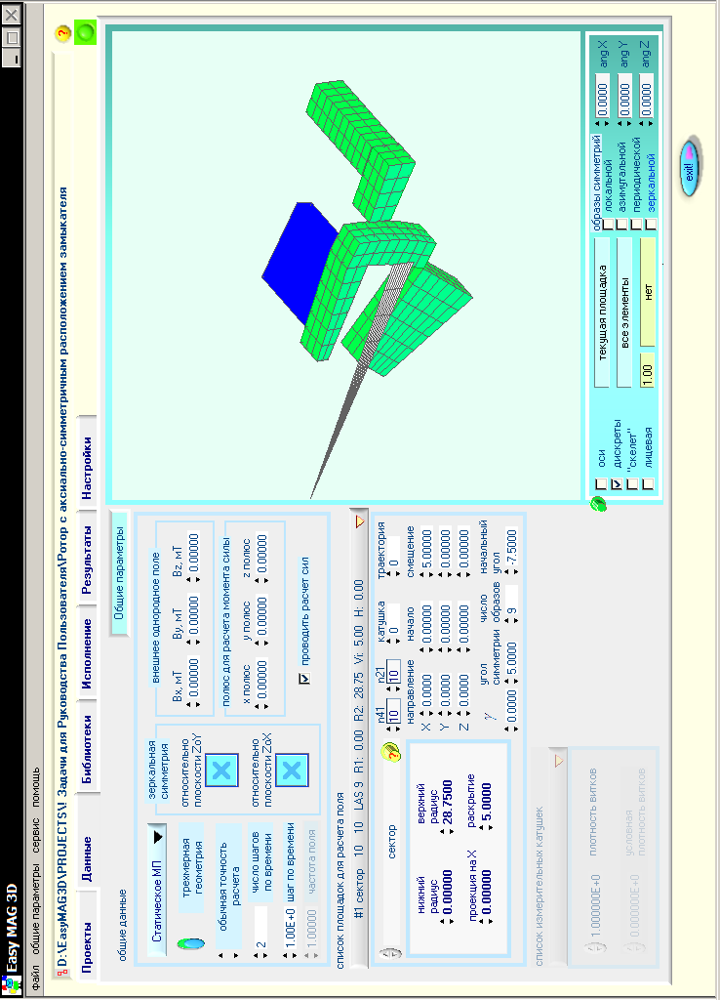 Easy MAG 3D
Файл общие параметры сервис помощь
D:\EasyMAG3D\PROJECTS\! Задачи для Руководства Пользователя\Ротор с аксиально-симметричным расположением замыкателя
?
Проекты Данные Библиотеки Исполнение Результаты Настройки
общие данные
Общие параметры
Статическое МП
трехмерная
геометрия
обычная точность
расчета
число шагов
по времени
2
1.00E+0 шаг по времени
1.00000 частота поля
зеркальная
симметрия
относительно
плоскости ZoY
относительно
плоскости ZoX
внешнее однородное поле
Bx, мТ By, мТ Bz, мТ
0.00000 0.00000 0.00000
полюс для расчета момента силы
x полюс y полюс z полюс
0.00000 0.00000 0.00000
проводить расчет сил
список площадок для расчета поля
#1 сектор 10 10 LAS 9 R1: 0.00 R2: 28.75 Vi: 5.00 H: 0.00
сектор
?
n41 n21 катушка траектория
10 10 0 0
направление начало смещение
X 0.0000 0.00000 5.00000
Y 0.0000 0.00000 0.00000
Z 0.0000 0.00000 0.00000
γ угол симметрии число образов начальный угол
0.0000 5.0000 9 -7.5000
нижний
радиус
верхний
радиус
0.00000 28.7500
проекция на X раскрытие
0.00000 5.0000
список измерительных катушек
1.000000E+0 плотность витков
0.000000E+0 условная
плотность витков
оси
дискреты
"скелет"
лицевая
текущая площадка
все элементы
1.00 нет
образы симметрий
локальной
азимутальной
периодической
зеркальной
0.0000 ang X
0.0000 ang Y
0.0000 ang Z
exit!